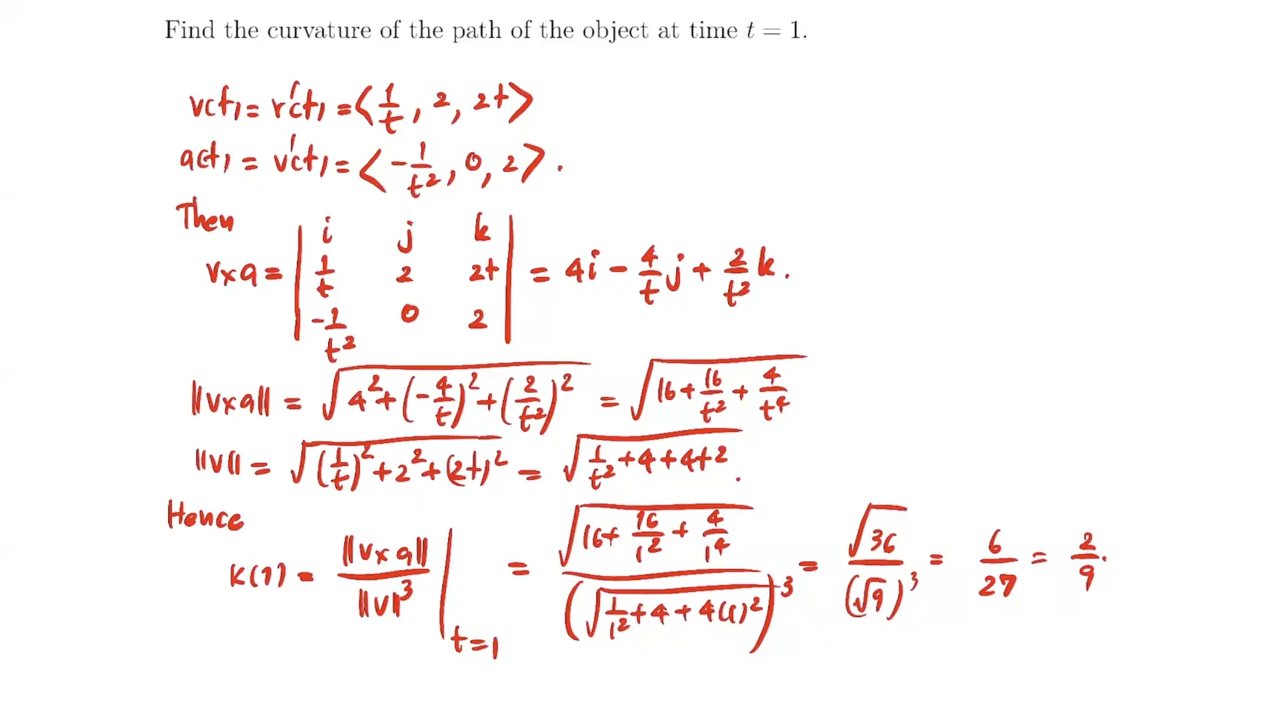 Find the curvature of the path of the object at time t = 1.
v(t) = r'(t) = ⟨1/t, 2, 2t⟩
a(t) = v'(t) = ⟨-1/t², 0, 2⟩.
Then
v×a = | i j k |
| 1/t 2 2t | = 4i - 4/t j + 2/t² k.
| -1/t² 0 2 |
||v×a|| = √(4² + (-4/t)² + (2/t²)²) = √(16 + 16/t² + 4/t⁴)
||v|| = √((1/t)² + 2² + (2t)²) = √(1/t² + 4 + 4t²).
Hence
K(1) = ||v×a|| / ||v||³ |t=1 = √(16 + 16/1² + 4/1⁴) / (√(1/1² + 4 + 4(1)²))³ = √36 / (√9)³ = 6/27 = 2/9.